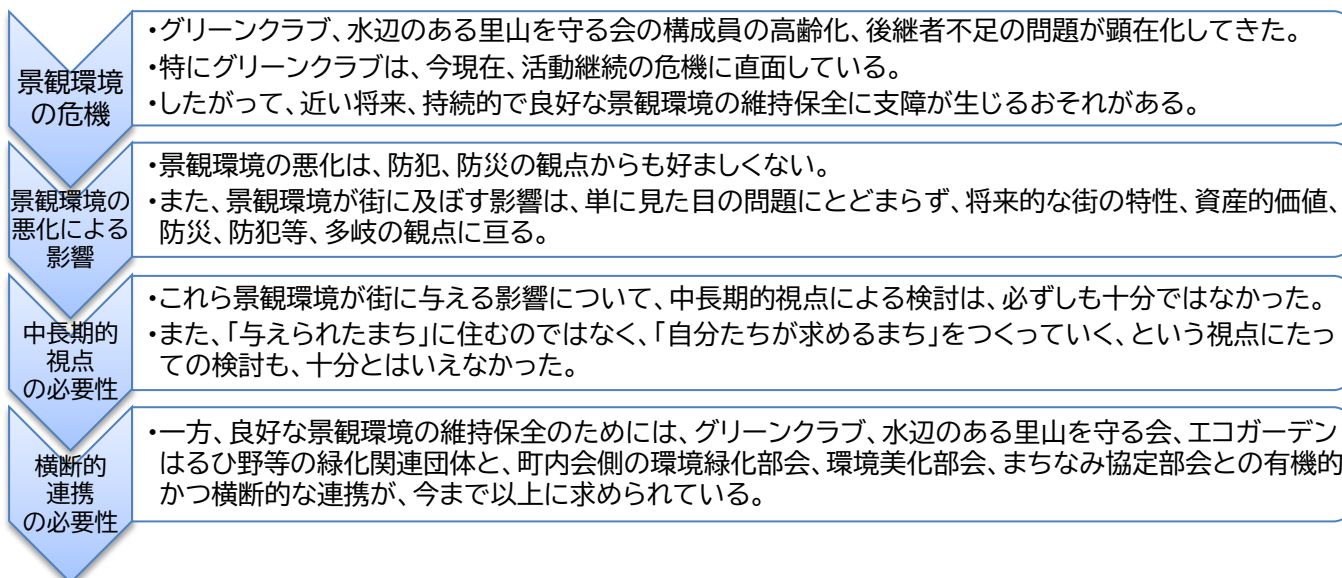 景観環境
の危機
・グリーンクラブ、水辺のある里山を守る会の構成員の高齢化、後継者不足の問題が顕在化してきた。
・特にグリーンクラブは、今現在、活動継続の危機に直面している。
・したがって、近い将来、持続的で良好な景観環境の維持保全に支障が生じるおそれがある。
景観環境の
悪化による
影響
・景観環境の悪化は、防犯、防災の観点からも好ましくない。
・また、景観環境が街に及ぼす影響は、単に見た目の問題にとどまらず、将来的な街の特性、資産的価値、
防災、防犯等、多岐の観点に亘る。
中長期的
視点
の必要性
・これら景観環境が街に与える影響について、中長期的視点による検討は、必ずしも十分ではなかった。
・また、「与えられたまち」に住むのではなく、「自分たちが求めるまち」をつくっていく、という視点にたっ
ての検討も、十分とはいえなかった。
横断的
連携
の必要性
・一方、良好な景観環境の維持保全のためには、グリーンクラブ、水辺のある里山を守る会、エコガーデン
はるひ野等の緑化関連団体と、町内会側の環境緑化部会、環境美化部会、まちなみ協定部会との有機的
かつ横断的な連携が、今まで以上に求められている。